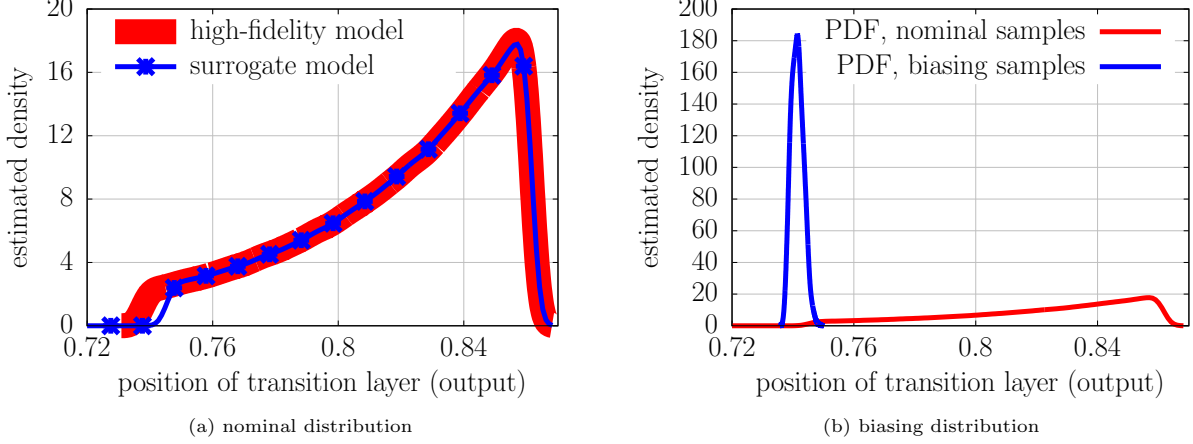 20
16
12
8
4
0
estimated density
high-fidelity model
surrogate model
0.72
0.76
0.8
0.84
position of transition layer (output)
(a) nominal distribution
200
180
160
140
120
100
80
60
40
20
0
estimated density
PDF, nominal samples
PDF, biasing samples
0.72
0.76
0.8
0.84
position of transition layer (output)
(b) biasing distribution